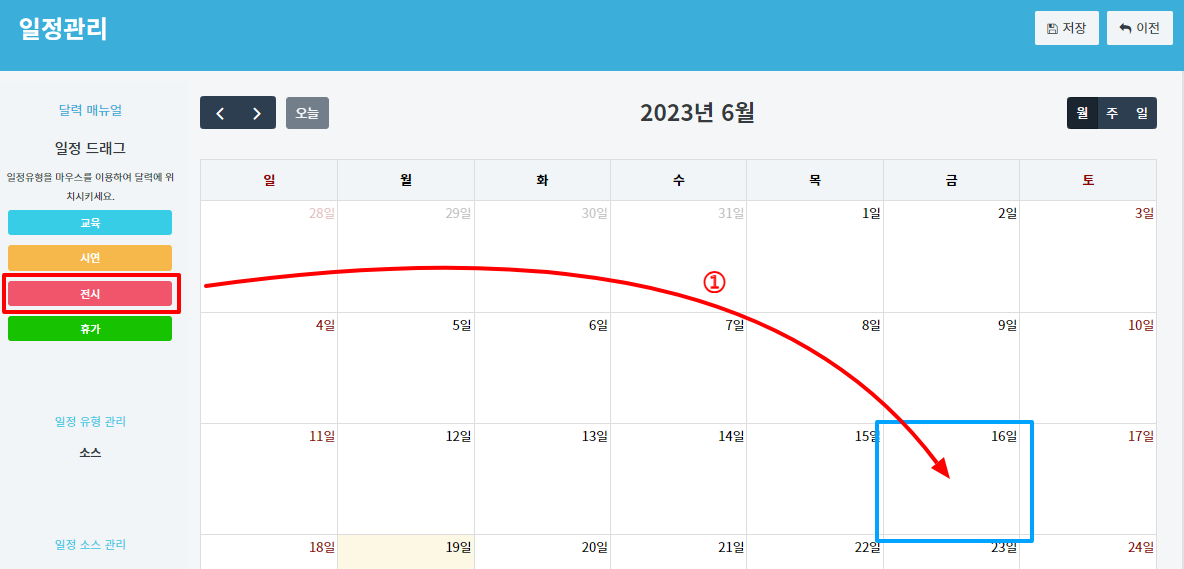 일정관리
저장 이전
달력 매뉴얼
일정 드래그
일정유형을 마우스를 이용하여 달력에 위
치시키세요.
교육
시연
전시
휴가
일정 유형 관리
소스
일정 소스 관리
오늘 2023년 6월 월 주 일
일 월 화 수 목 금 토
28일 29일 30일 31일 1일 2일 3일
①
4일 5일 6일 7일 8일 9일 10일
11일 12일 13일 14일 15일 16일 17일
18일 19일 20일 21일 22일 23일 24일